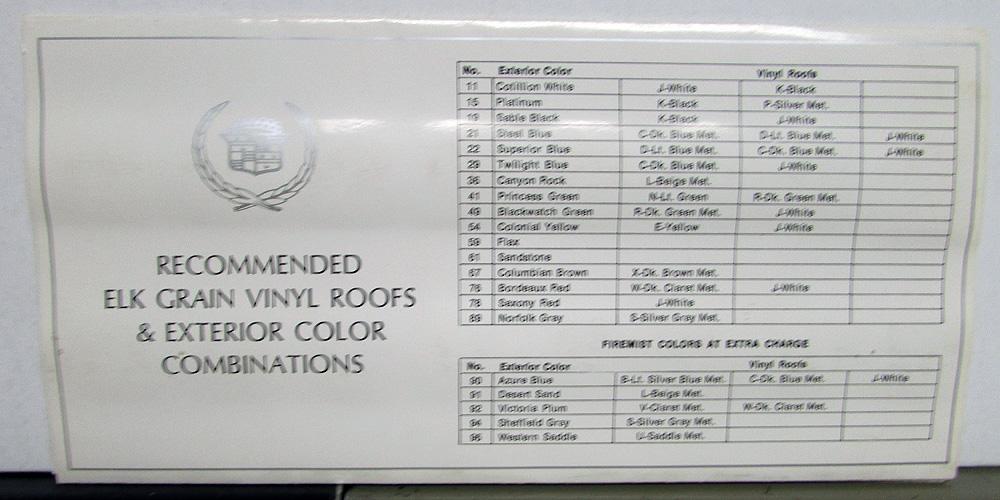 RECOMMENDED
ELK GRAIN VINYL ROOFS
& EXTERIOR COLOR
COMBINATIONS
No. Exterior Color Vinyl Roofs
11 Cotillion White J-White K-Black
15 Platinum K-Black P-Silver Met.
19 Sable Black K-Black J-White
21 Steel Blue C-Dk. Blue Met. D-Lt. Blue Met. J-White
22 Superior Blue D-Lt. Blue Met. C-Dk. Blue Met. J-White
29 Twilight Blue C-Dk. Blue Met. J-White
36 Canyon Rock L-Beige Met.
41 Princess Green N-Lt. Green R-Dk. Green Met.
49 Blackwatch Green R-Dk. Green Met. J-White
54 Colonial Yellow E-Yellow J-White
59 Flax
61 Sandstone
67 Columbian Brown X-Dk. Brown Met.
76 Bordeaux Red W-Dk. Claret Met. J-White
78 Saxony Red J-White
89 Norfolk Gray S-Silver Gray Met.
FIREMIST COLORS AT EXTRA CHARGE
No. Exterior Color Vinyl Roofs
90 Azure Blue B-Lt. Silver Blue Met. C-Dk. Blue Met. J-White
91 Desert Sand L-Beige Met.
92 Victoria Plum V-Claret Met. W-Dk. Claret Met.
94 Sheffield Gray S-Silver Gray Met.
Western Saddle U-Saddle Met.